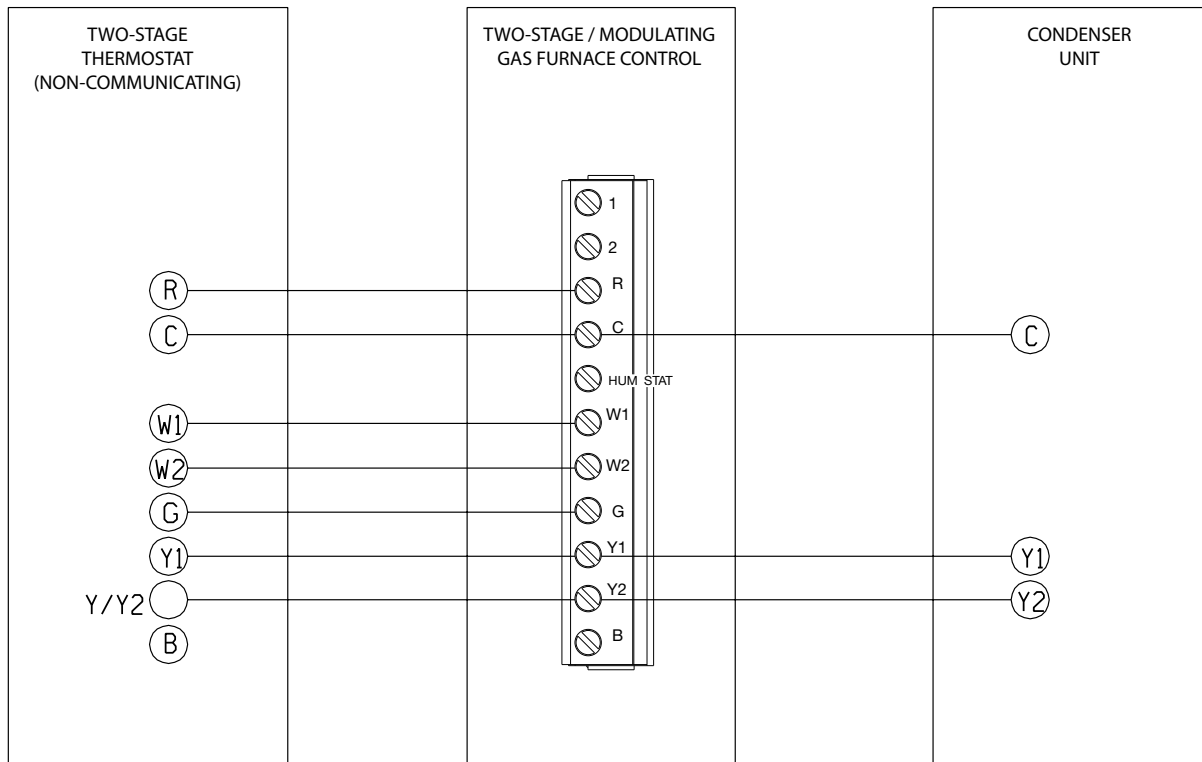 TWO-STAGE
THERMOSTAT
(NON-COMMUNICATING)
TWO-STAGE / MODULATING
GAS FURNACE CONTROL
CONDENSER
UNIT
1
2
R R
C C C
HUM STAT
W1 W1
W2 W2
G G
Y1 Y1 Y1
Y/Y2 Y2 Y2
B B